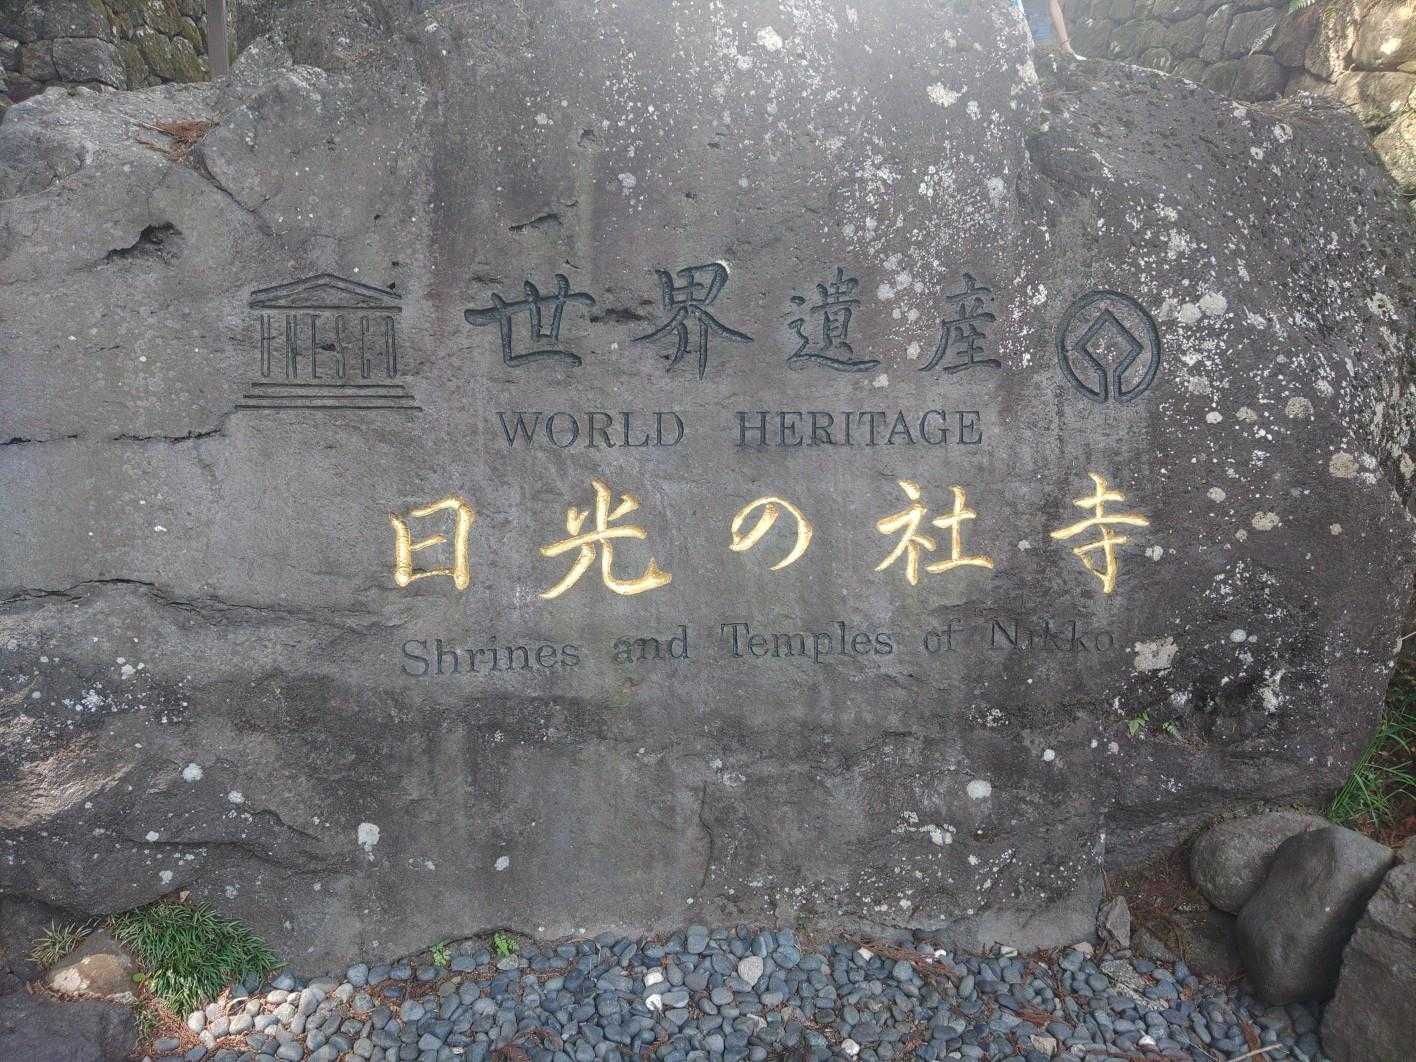 UNESCO 世界遺産
WORLD HERITAGE
日光の社寺
Shrines and Temples of Nikko